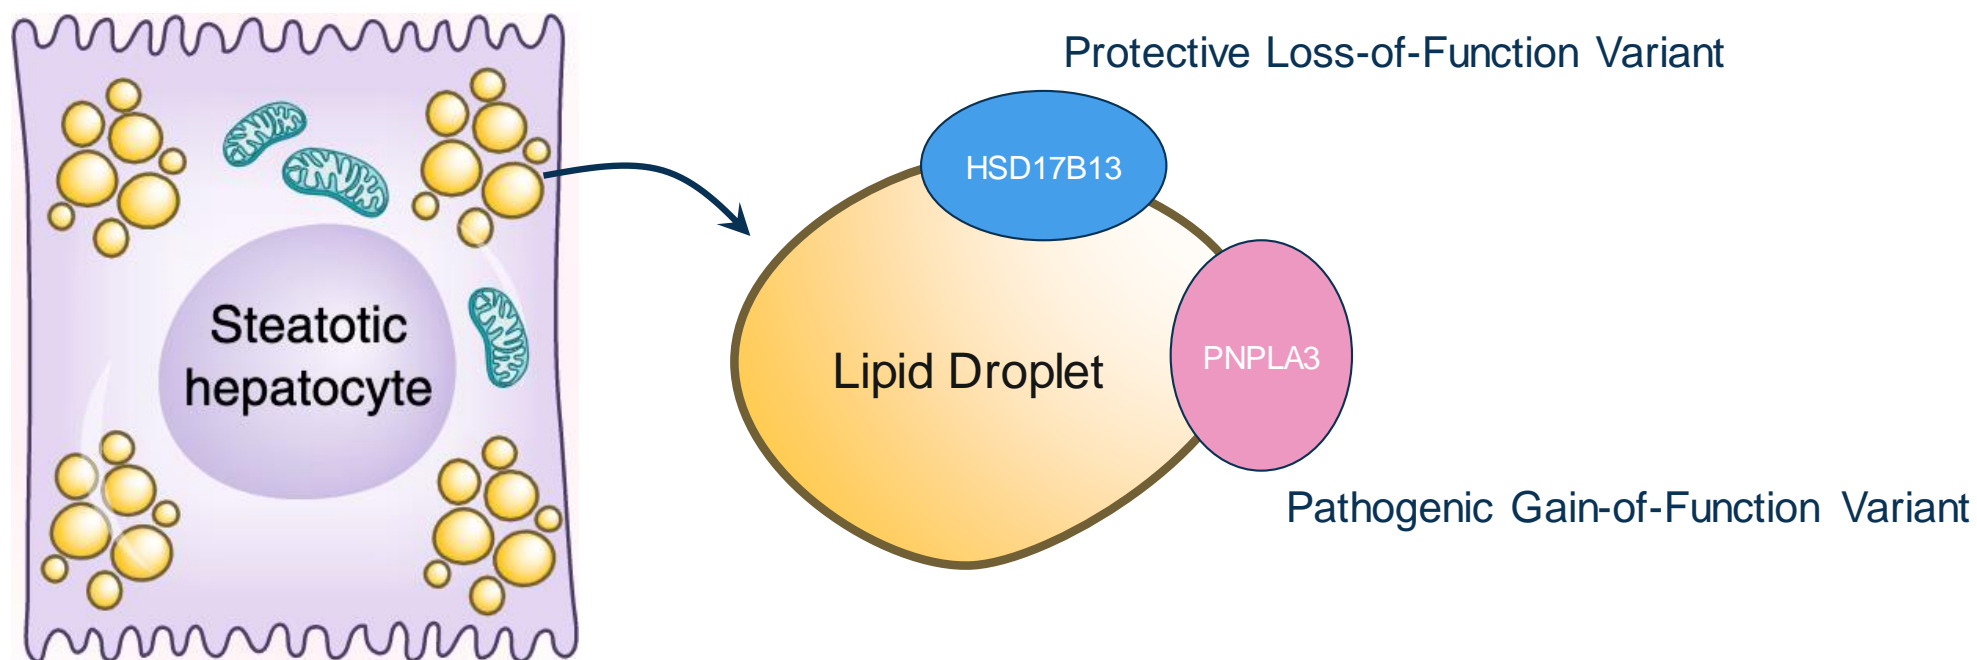 Steatotic
hepatocyte
Protective Loss-of-Function Variant
HSD17B13
Lipid Droplet
PNPLA3
Pathogenic Gain-of-Function Variant